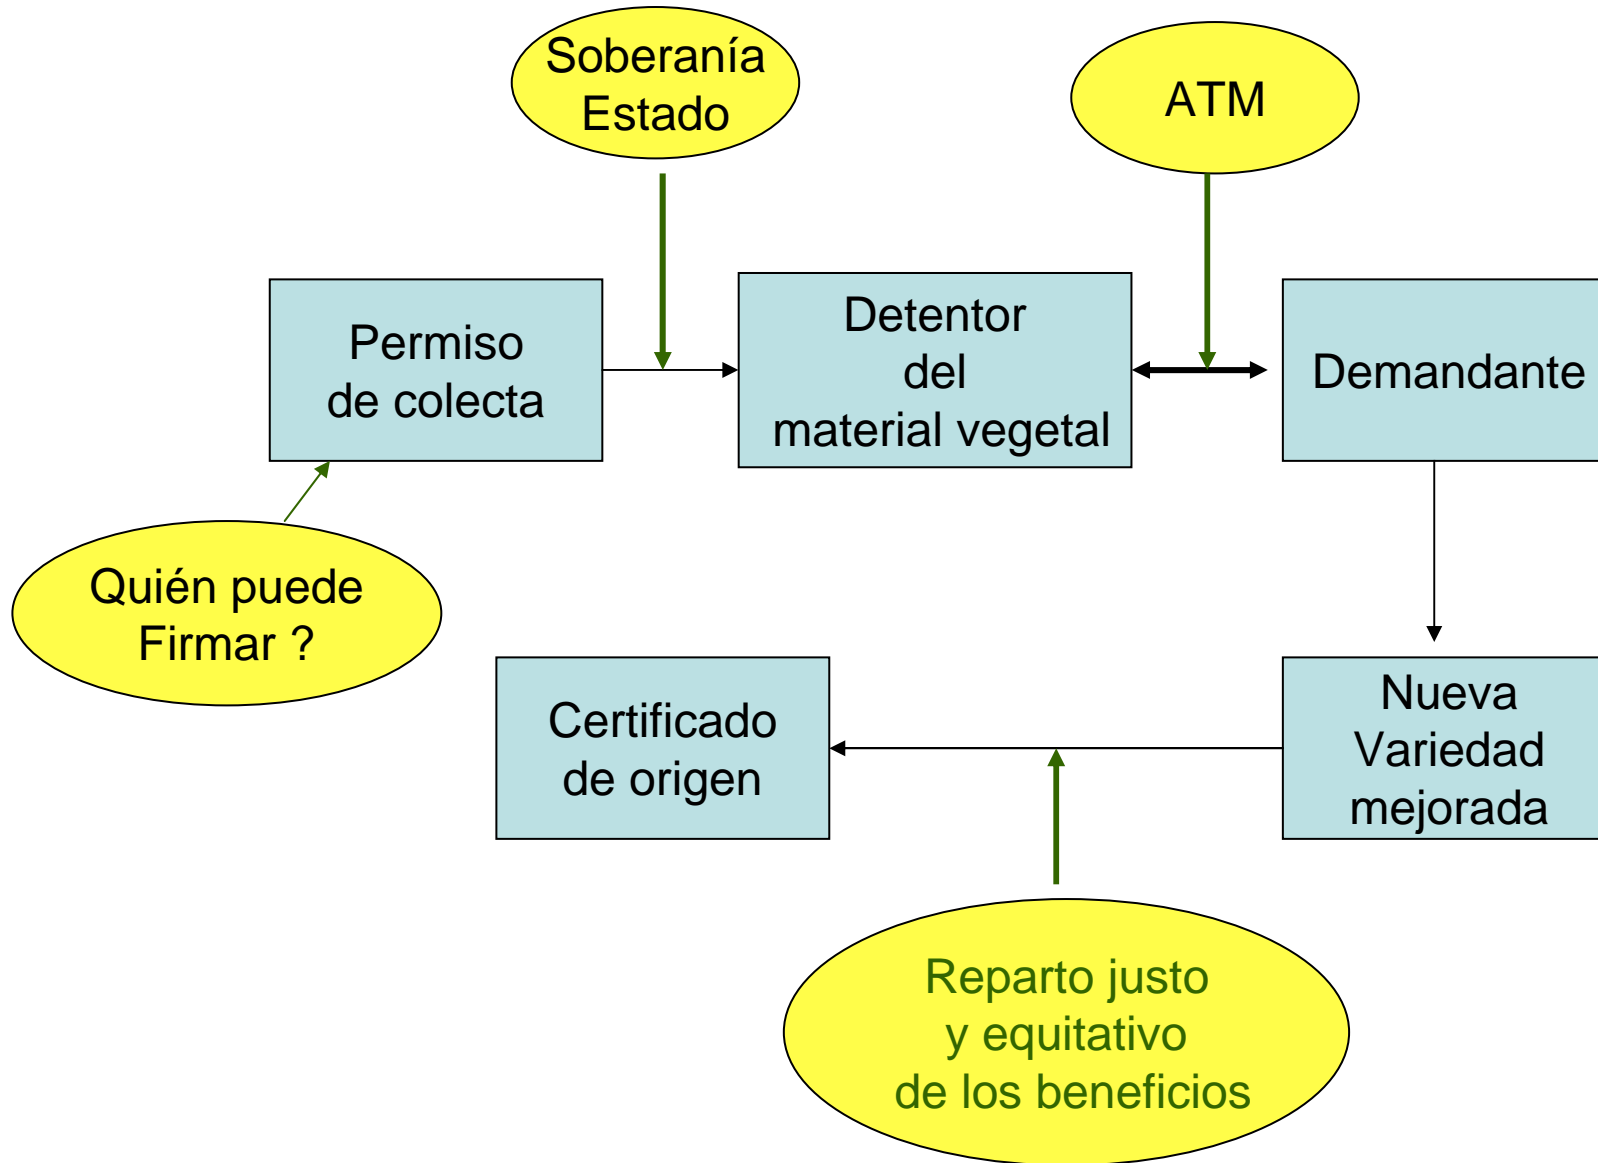 Soberanía
Estado
ATM
Permiso
de colecta
Detentor
del
material vegetal
Demandante
Quién puede
Firmar ?
Certificado
de origen
Nueva
Variedad
mejorada
Reparto justo
y equitativo
de los beneficios